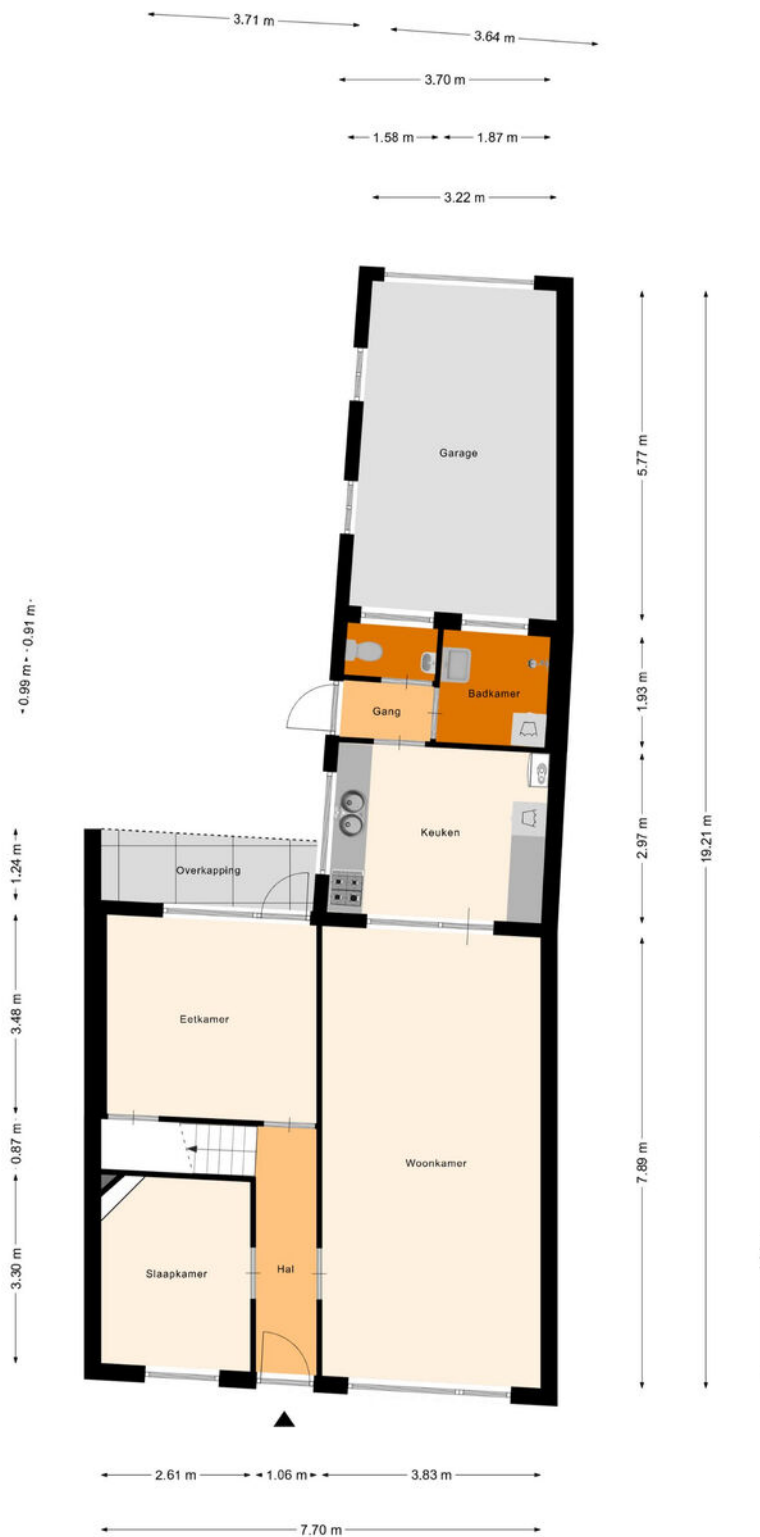 3.71 m
3.64 m
3.70 m
1.58 m
1.87 m
3.22 m
Garage
5.77 m
19.21 m
0.91 m
0.99 m
Badkamer
Gang
1.93 m
Keuken
2.97 m
Overkapping
1.24 m
Eetkamer
3.48 m
Woonkamer
7.89 m
0.87 m
Slaapkamer
Hal
3.30 m
2.61 m
1.06 m
3.83 m
7.70 m